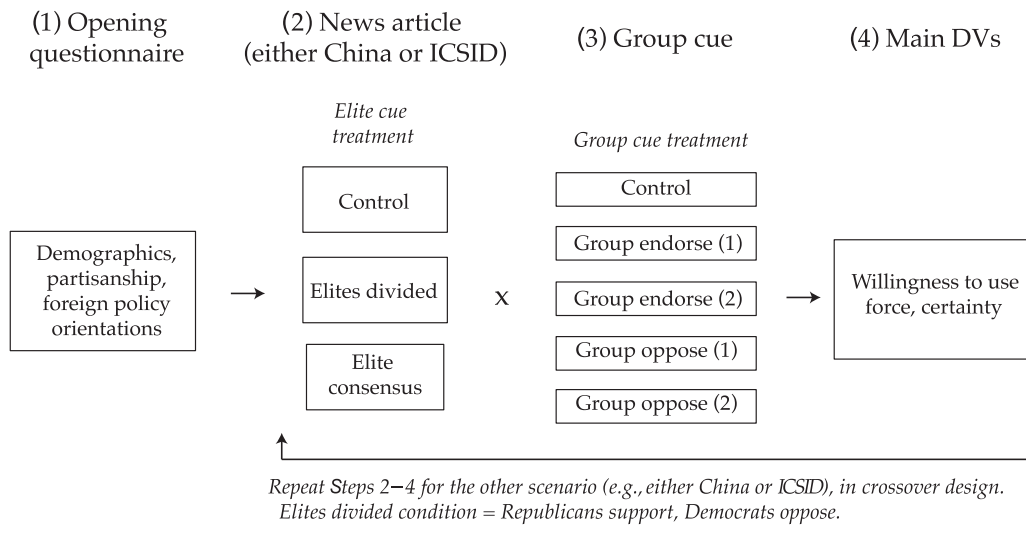 (1) Opening
questionnaire
(2) News article
(either China or ICSID)
(3) Group cue
(4) Main DVs
Elite cue
treatment
Group cue treatment
Control
Elites divided
Elite
consensus
Control
Group endorse (1)
Group endorse (2)
Group oppose (1)
Group oppose (2)
Demographics,
partisanship,
foreign policy
orientations
x
Willingness to use
force, certainty
Repeat Steps 2–4 for the other scenario (e.g., either China or ICSID), in crossover design.
Elites divided condition = Republicans support, Democrats oppose.